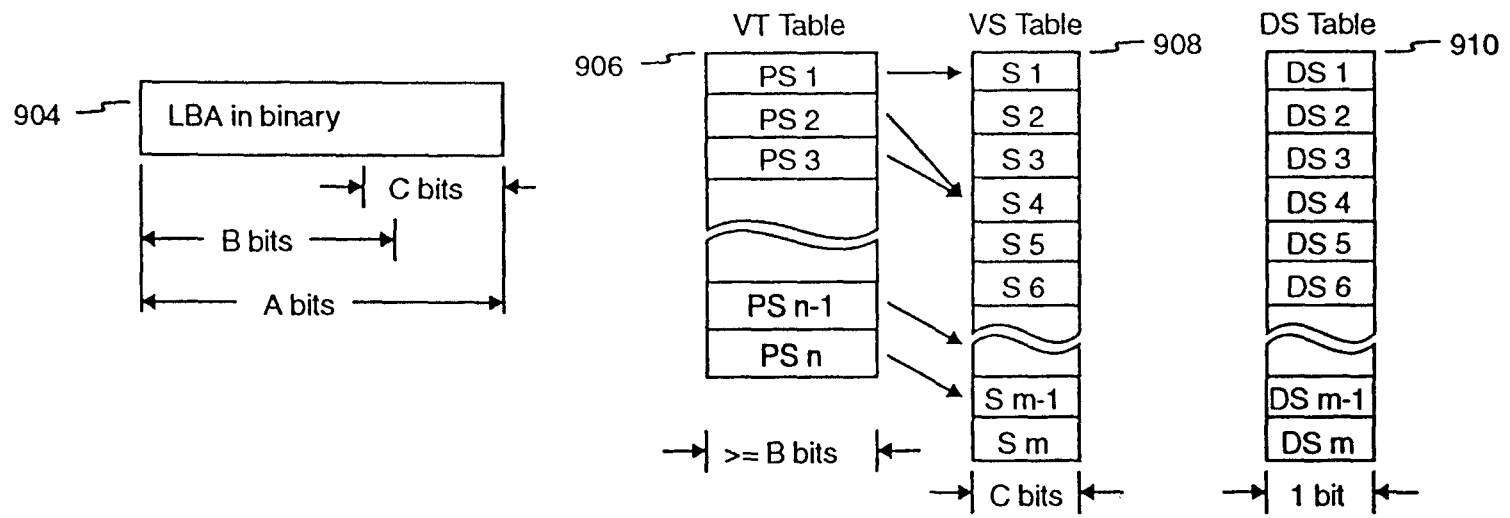 904
LBA in binary
C bits
B bits
A bits
VT Table
906
PS 1
PS 2
PS 3
PS n-1
PS n
>= B bits
VS Table
908
S 1
S 2
S 3
S 4
S 5
S 6
S m-1
S m
C bits
DS Table
910
DS 1
DS 2
DS 3
DS 4
DS 5
DS 6
DS m-1
DS m
1 bit